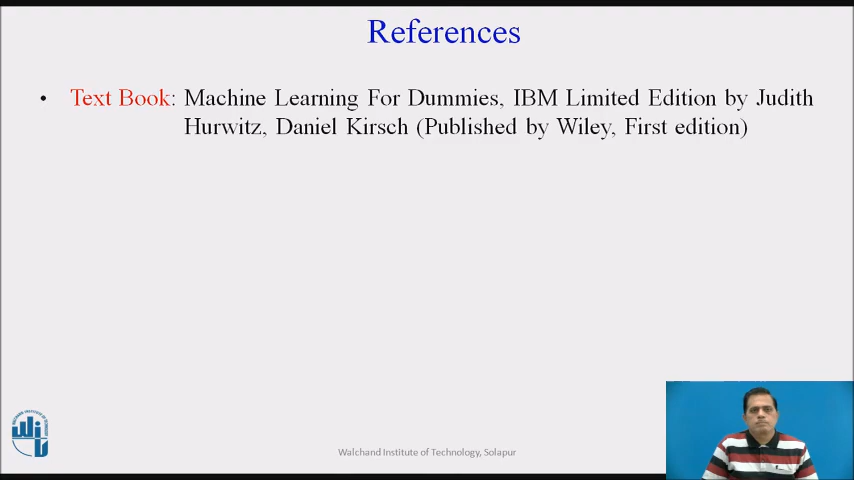 References
• Text Book: Machine Learning For Dummies, IBM Limited Edition by Judith
Hurwitz, Daniel Kirsch (Published by Wiley, First edition)
WIT
Walchand Institute of Technology, Solapur